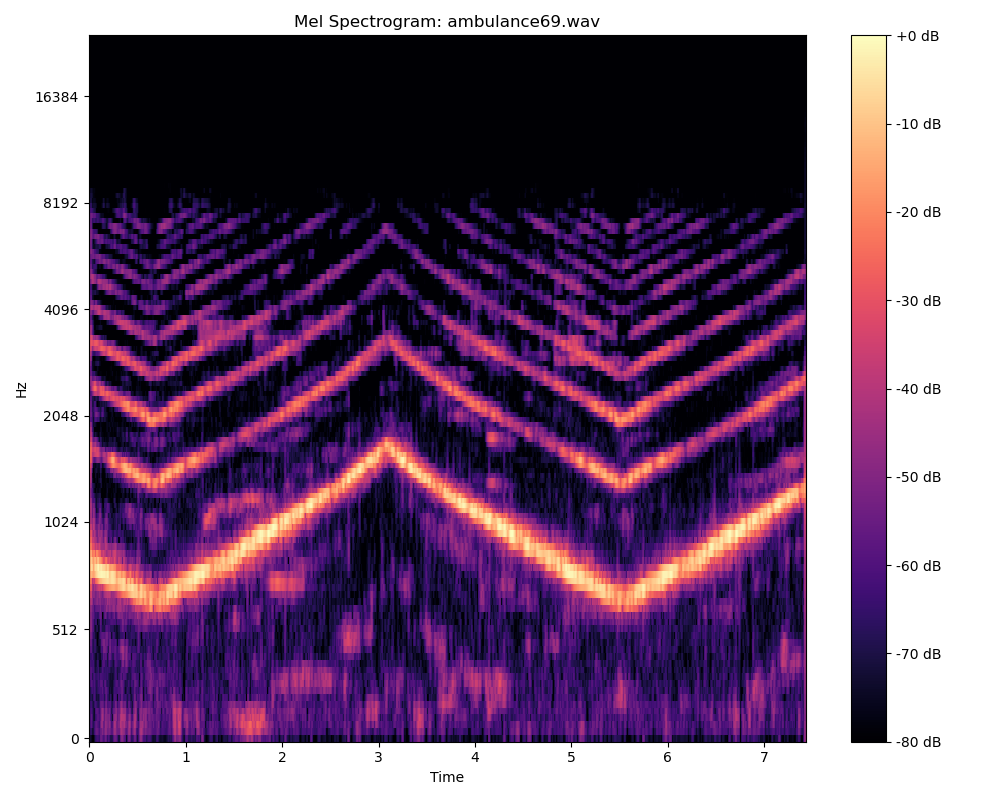 Mel Spectrogram: ambulance69.wav
Hz
16384
8192
4096
2048
1024
512
0
0 1 2 3 4 5 6 7
Time
+0 dB
-10 dB
-20 dB
-30 dB
-40 dB
-50 dB
-60 dB
-70 dB
-80 dB